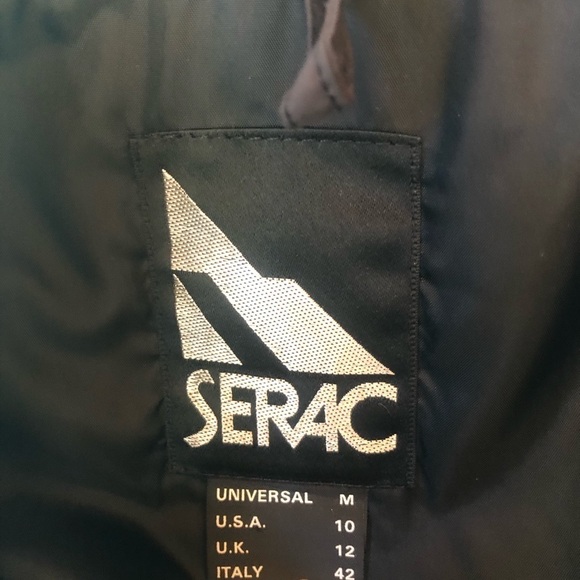 SERAC
UNIVERSAL M
U.S.A. 10
U.K. 12
ITALY 42